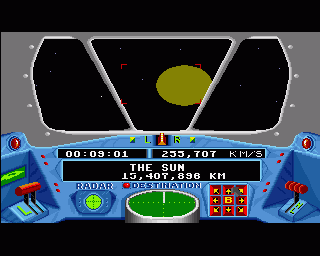 L R
00:09:01 255,707 KM/S
THE SUN
15,407,896 KM
RADAR DESTINATION
B